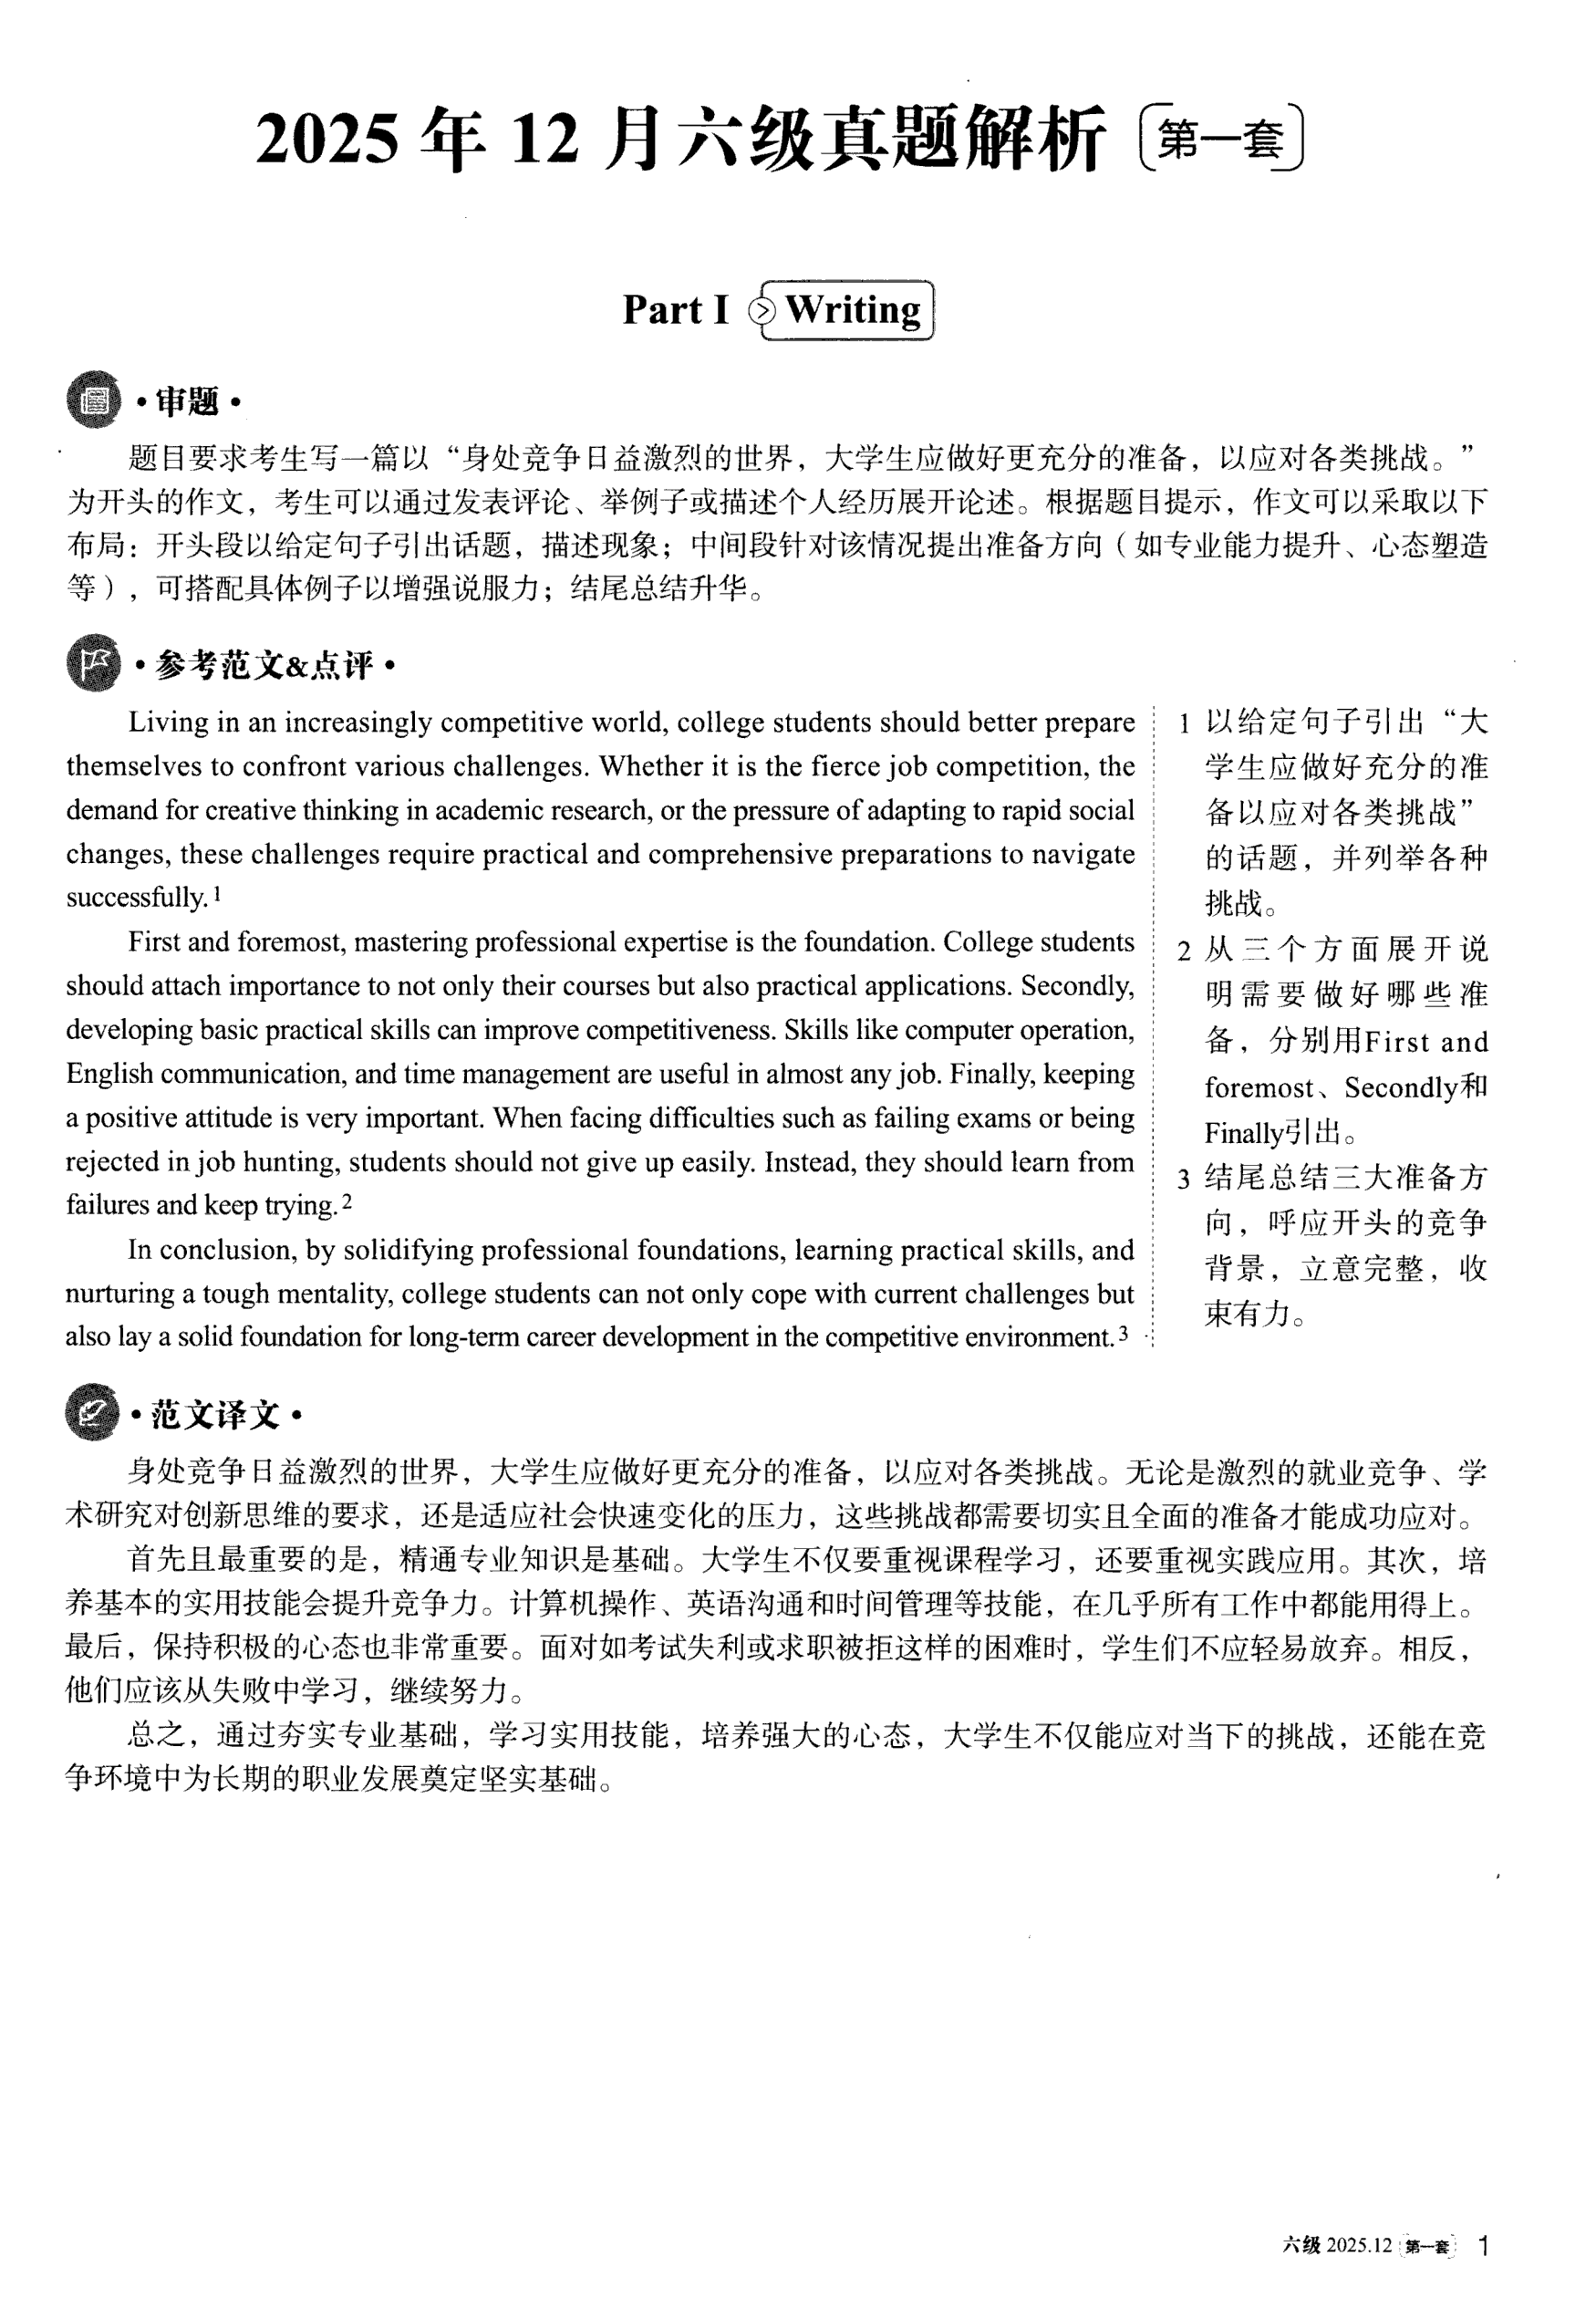 2025 年 12 月六级真题解析 第一套
Part I Writing
·审题·
题目要求考生写一篇以“身处竞争日益激烈的世界，大学生应做好更充分的准备，以应对各类挑战。”
为开头的作文，考生可以通过发表评论、举例子或描述个人经历展开论述。根据题目提示，作文可以采取以下
布局：开头段以给定句子引出话题，描述现象；中间段针对该情况提出准备方向（如专业能力提升、心态塑造
等），可搭配具体例子以增强说服力；结尾总结升华。
·参考范文&点评·
Living in an increasingly competitive world, college students should better prepare
themselves to confront various challenges. Whether it is the fierce job competition, the
demand for creative thinking in academic research, or the pressure of adapting to rapid social
changes, these challenges require practical and comprehensive preparations to navigate
successfully. 1
First and foremost, mastering professional expertise is the foundation. College students
should attach importance to not only their courses but also practical applications. Secondly,
developing basic practical skills can improve competitiveness. Skills like computer operation,
English communication, and time management are useful in almost any job. Finally, keeping
a positive attitude is very important. When facing difficulties such as failing exams or being
rejected in job hunting, students should not give up easily. Instead, they should learn from
failures and keep trying. 2
In conclusion, by solidifying professional foundations, learning practical skills, and
nurturing a tough mentality, college students can not only cope with current challenges but
also lay a solid foundation for long-term career development in the competitive environment. 3
1 以给定句子引出“大
学生应做好充分的准
备以应对各类挑战”
的话题，并列举各种
挑战。
2 从三个方面展开说
明需要做好哪些准
备，分别用First and
foremost、Secondly和
Finally引出。
3 结尾总结三大准备方
向，呼应开头的竞争
背景，立意完整，收
束有力。
·范文译文·
身处竞争日益激烈的世界，大学生应做好更充分的准备，以应对各类挑战。无论是激烈的就业竞争、学
术研究对创新思维的要求，还是适应社会快速变化的压力，这些挑战都需要切实且全面的准备才能成功应对。
首先且最重要的是，精通专业知识是基础。大学生不仅要重视课程学习，还要重视实践应用。其次，培
养基本的实用技能会提升竞争力。计算机操作、英语沟通和时间管理等技能，在几乎所有工作中都能用得上。
最后，保持积极的心态也非常重要。面对如考试失利或求职被拒这样的困难时，学生们不应轻易放弃。相反，
他们应该从失败中学习，继续努力。
总之，通过夯实专业基础，学习实用技能，培养强大的心态，大学生不仅能应对当下的挑战，还能在竞
争环境中为长期的职业发展奠定坚实基础。
六级 2025.12 第一套 1